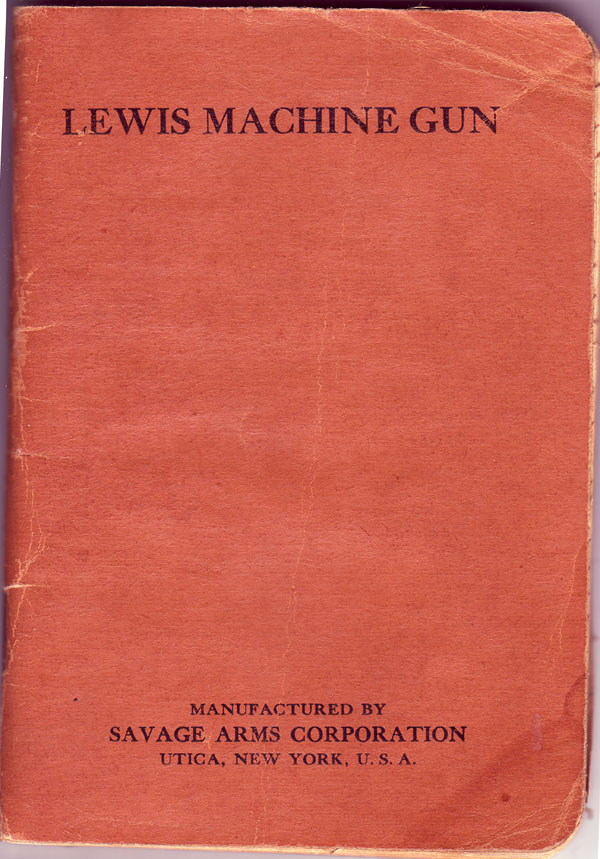 LEWIS MACHINE GUN
MANUFACTURED BY
SAVAGE ARMS CORPORATION
UTICA, NEW YORK, U. S. A.